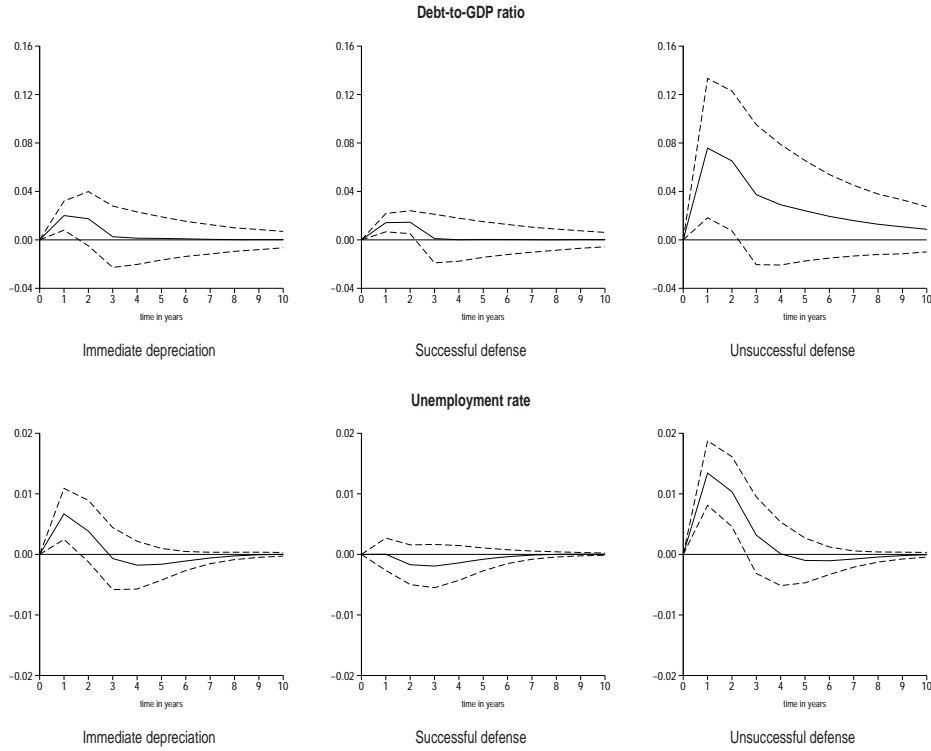 Debt-to-GDP ratio
0.16 0.16 0.16
0.12 0.12 0.12
0.08 0.08 0.08
0.04 0.04 0.04
0.00 0.00 0.00
−0.04 −0.04 −0.04
0 1 2 3 4 5 6 7 8 9 10 0 1 2 3 4 5 6 7 8 9 10 0 1 2 3 4 5 6 7 8 9 10
time in years time in years time in years
Immediate depreciation Successful defense Unsuccessful defense
Unemployment rate
0.02 0.02 0.02
0.01 0.01 0.01
0.00 0.00 0.00
−0.01 −0.01 −0.01
−0.02 −0.02 −0.02
0 1 2 3 4 5 6 7 8 9 10 0 1 2 3 4 5 6 7 8 9 10 0 1 2 3 4 5 6 7 8 9 10
time in years time in years time in years
Immediate depreciation Successful defense Unsuccessful defense